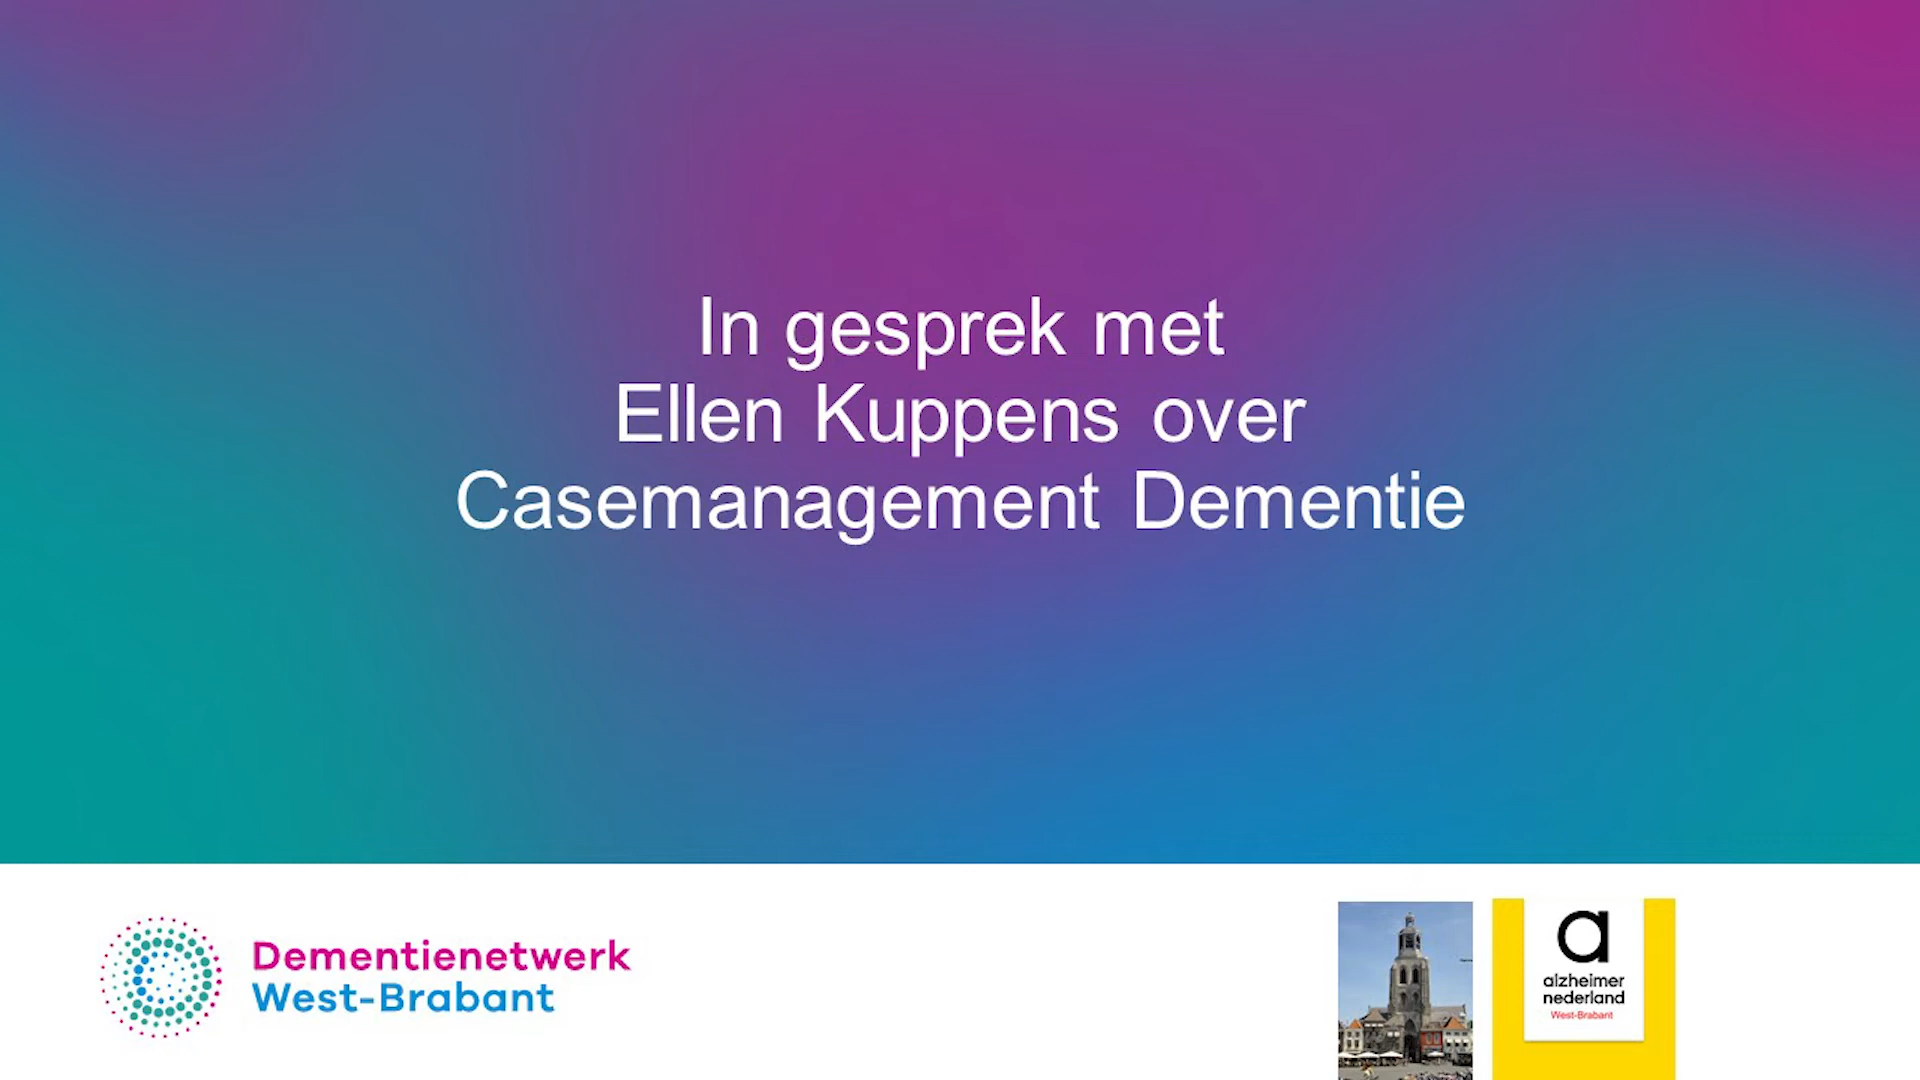 In gesprek met
Ellen Kuppens over
Casemanagement Dementie
Dementienetwerk
West-Brabant
a
alzheimer
nederland
West-Brabant